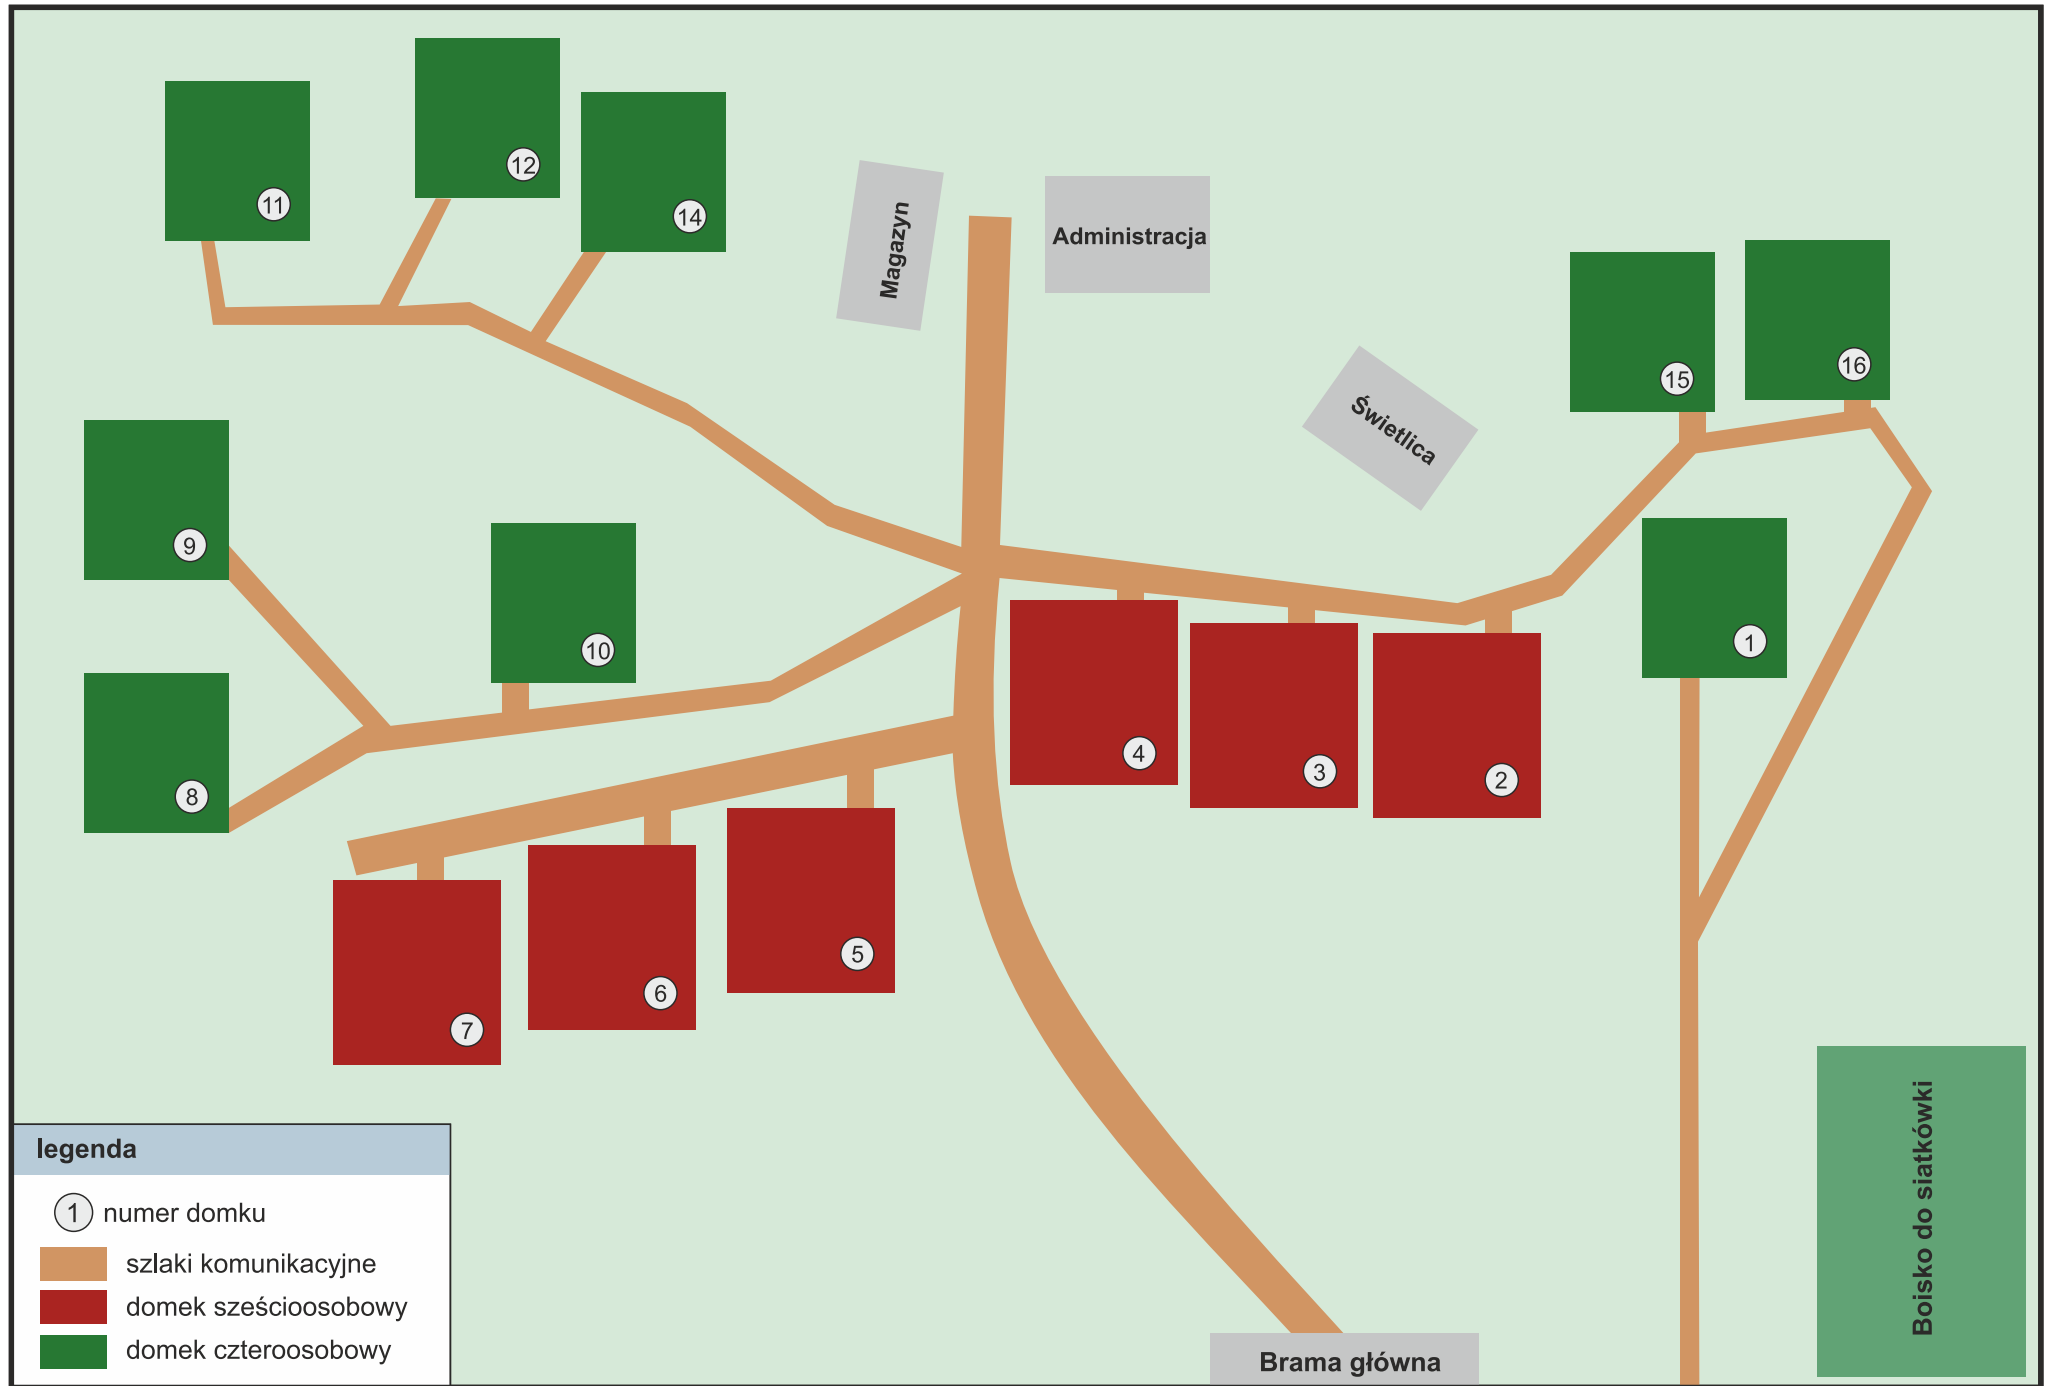 12
11
14
Magazyn
Administracja
15
16
Świetlica
9
10
1
8
4
3
2
5
6
7
legenda
1 numer domku
szlaki komunikacyjne
domek sześcioosobowy
domek czteroosobowy
Boisko do siatkówki
Brama główna